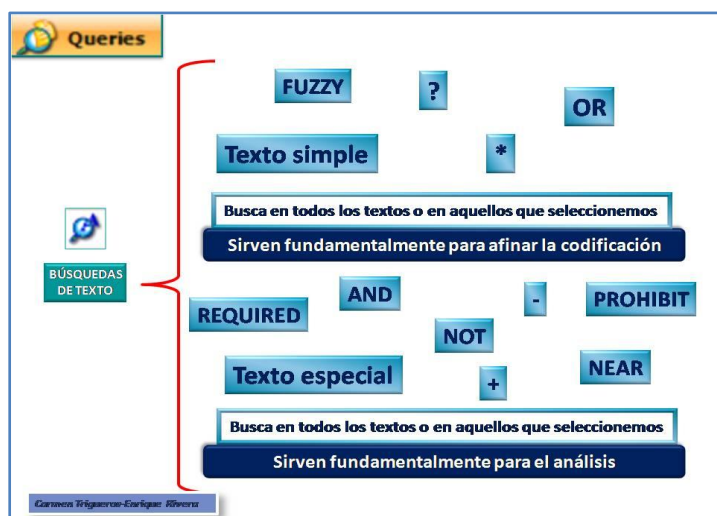 Queries
FUZZY
?
OR
Texto simple
*
Busca en todos los textos o en aquellos que seleccionemos
Sirven fundamentalmente para afinar la codificación
BÚSQUEDAS
DE TEXTO
AND
-
PROHIBIT
REQUIRED
NOT
NEAR
Texto especial
+
Busca en todos los textos o en aquellos que seleccionemos
Sirven fundamentalmente para el análisis
Carmen Trigueros-Enrique Rivera